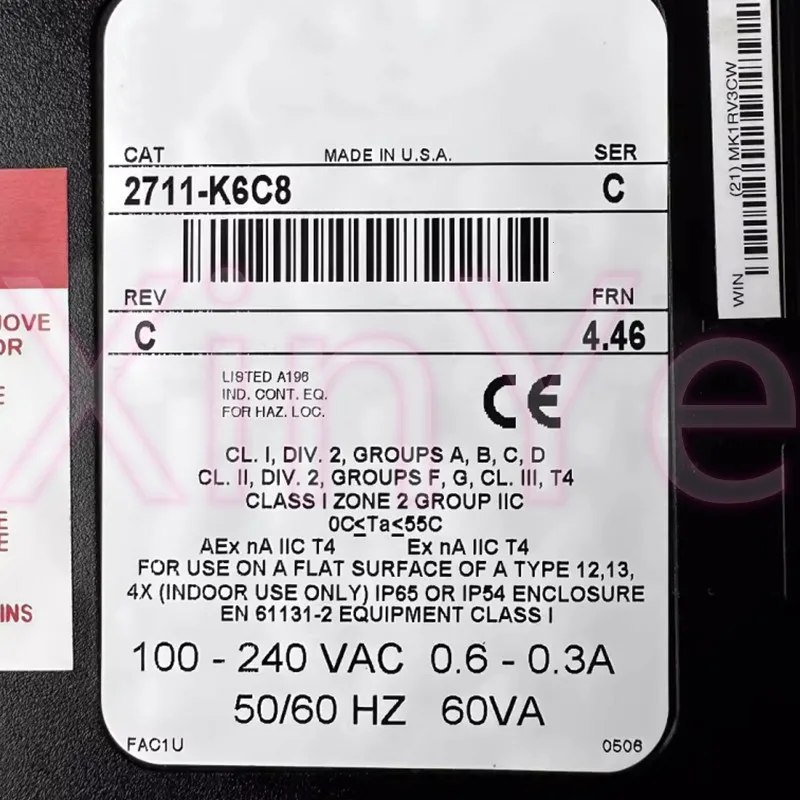 CAT MADE IN U.S.A. SER
2711-K6C8 C
REV FRN
C 4.46
LISTED A196
IND. CONT. EQ.
FOR HAZ. LOC.
CE
CL. I, DIV. 2, GROUPS A, B, C, D
CL. II, DIV. 2, GROUPS F, G, CL. III, T4
CLASS I ZONE 2 GROUP IIC
0C≤Ta≤55C
AEx nA IIC T4 Ex nA IIC T4
FOR USE ON A FLAT SURFACE OF A TYPE 12,13,
4X (INDOOR USE ONLY) IP65 OR IP54 ENCLOSURE
EN 61131-2 EQUIPMENT CLASS I
100 - 240 VAC 0.6 - 0.3A
50/60 HZ 60VA
FAC1U 0506
(21) MK1RV3CW
WIN
OVE
OR
E
E
E
INS
XinYe